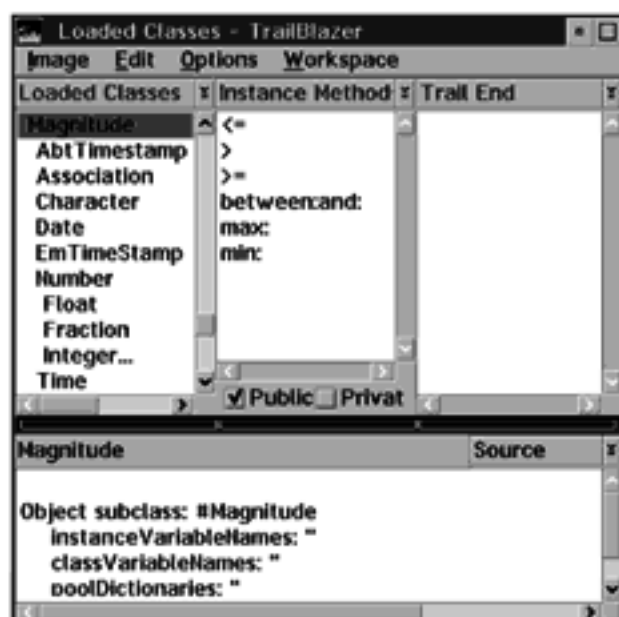 Loaded Classes - TrailBlazer
Image Edit Options Workspace
Loaded Classes Instance Method Trail End
Magnitude
AbtTimestamp
Association
Character
Date
EmTimeStamp
Number
Float
Fraction
Integer...
Time
<=
>
>=
between:and:
max:
min:
Public Privat
Magnitude Source
Object subclass: #Magnitude
instanceVariableNames: ''
classVariableNames: ''
poolDictionaries: ''